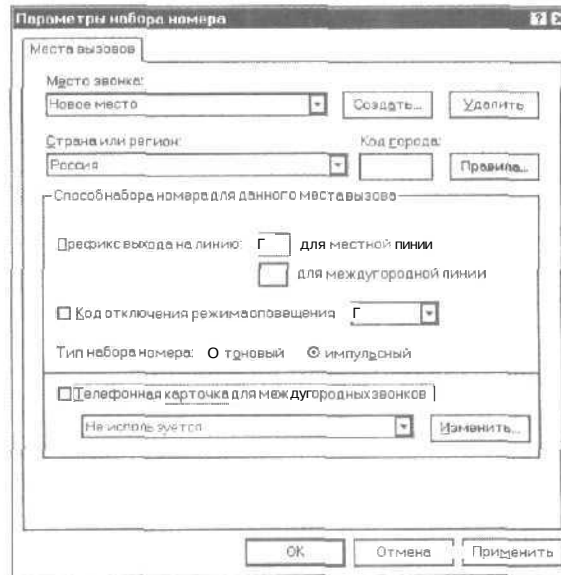 Параметры набора номера
Места вызовов
Место звонка:
Новое место
Создать...
Удалить
Страна или регион:
Код города:
Россия
Правила...
Способ набора номера для данного места вызова
Префикс выхода на линию: Г для местной линии
для междугородной линии
Код отключения режима оповещения Г
Тип набора номера: О тоновый импульсный
Телефонная карточка для междугородных звонков
Не используется
Изменить...
OK
Отмена
Применить